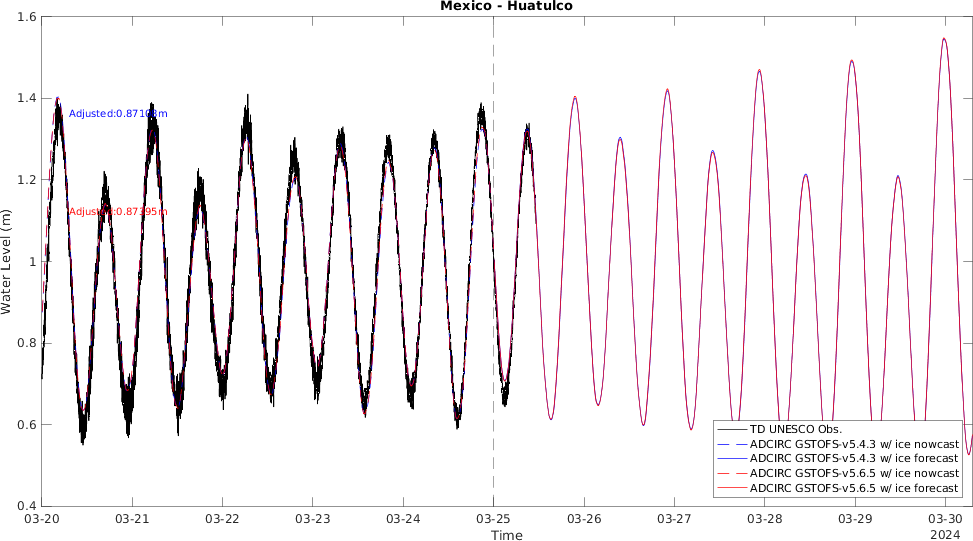 Mexico - Huatulco
1.6
1.4
1.2
1
0.8
0.6
0.4
Water Level (m)
Adjusted:0.87395m
TD UNESCO Obs.
ADCIRC GSTOFS-v5.4.3 w/ ice nowcast
ADCIRC GSTOFS-v5.4.3 w/ ice forecast
ADCIRC GSTOFS-v5.6.5 w/ ice nowcast
ADCIRC GSTOFS-v5.6.5 w/ ice forecast
03-20
03-21
03-22
03-23
03-24
03-25
03-26
03-27
03-28
03-29
03-30
Time
2024